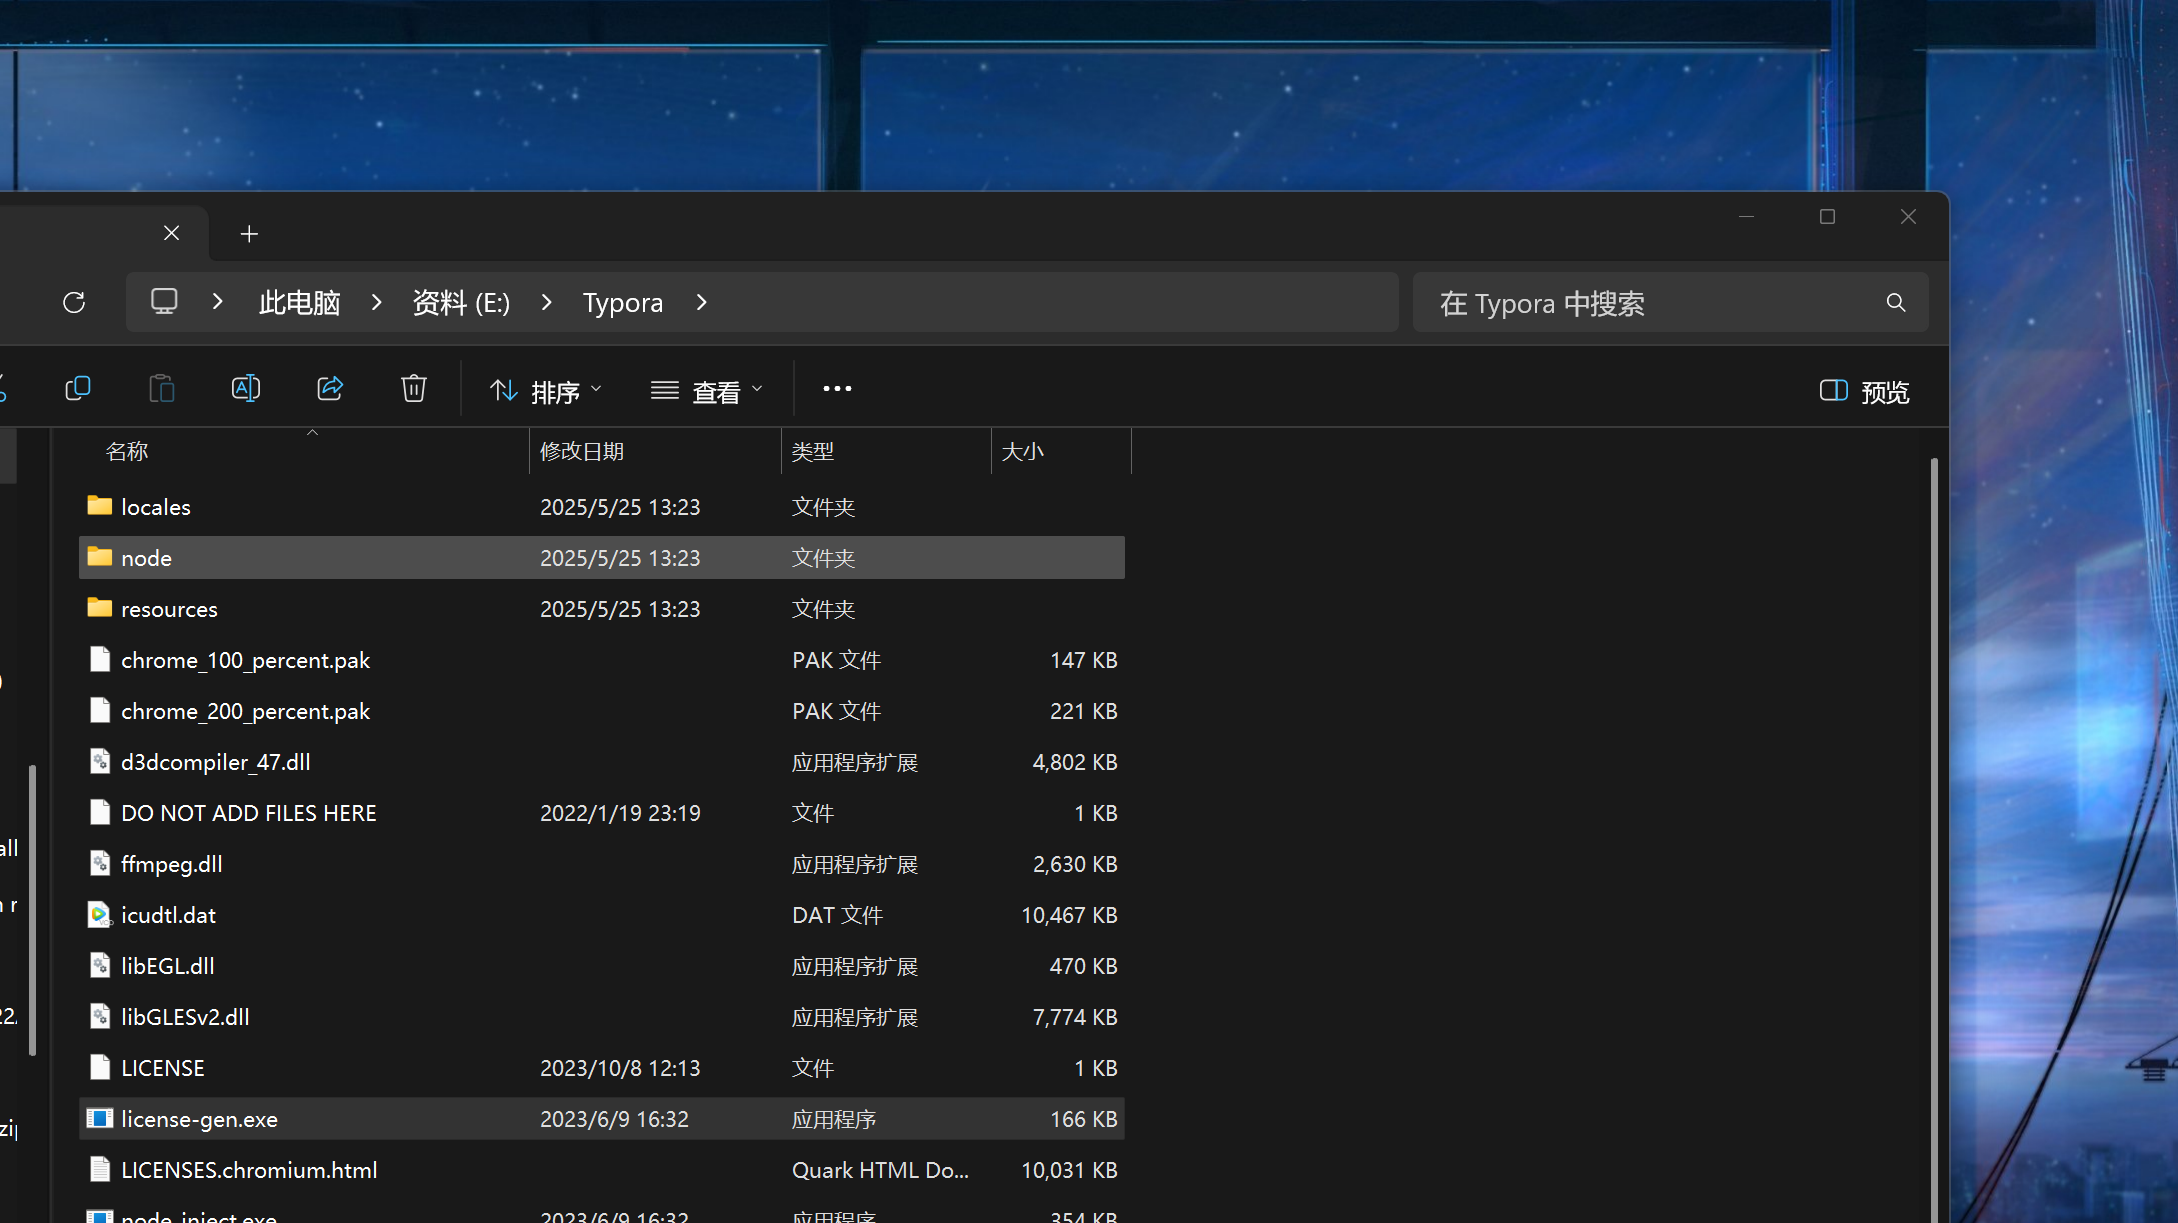 此电脑 资料 (E:) Typora 在 Typora 中搜索
排序 查看 预览
名称 修改日期 类型 大小
locales 2025/5/25 13:23 文件夹
node 2025/5/25 13:23 文件夹
resources 2025/5/25 13:23 文件夹
chrome_100_percent.pak PAK 文件 147 KB
chrome_200_percent.pak PAK 文件 221 KB
d3dcompiler_47.dll 应用程序扩展 4,802 KB
DO NOT ADD FILES HERE 2022/1/19 23:19 文件 1 KB
ffmpeg.dll 应用程序扩展 2,630 KB
icudtl.dat DAT 文件 10,467 KB
libEGL.dll 应用程序扩展 470 KB
libGLESv2.dll 应用程序扩展 7,774 KB
LICENSE 2023/10/8 12:13 文件 1 KB
license-gen.exe 2023/6/9 16:32 应用程序 166 KB
LICENSES.chromium.html Quark HTML Do... 10,031 KB
node_inject.exe 2023/6/9 16:32 应用程序 354 KB